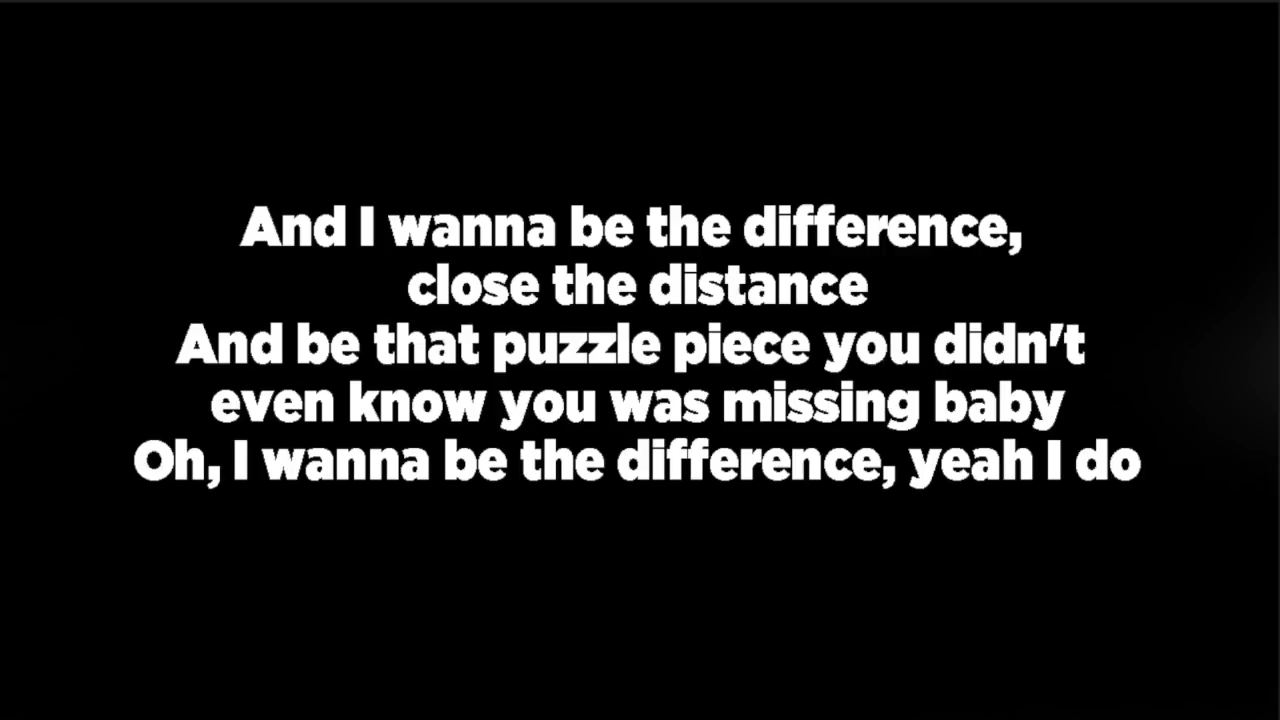 And I wanna be the difference,
close the distance
And be that puzzle piece you didn't
even know you was missing baby
Oh, I wanna be the difference, yeah I do